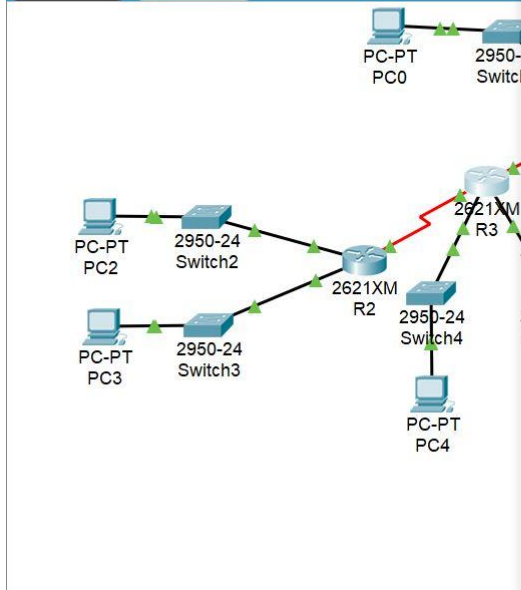 PC-PT
PC0
2950-
Switch
2621XM
R3
PC-PT
PC2
2950-24
Switch2
2621XM
R2
2950-24
Switch4
PC-PT
PC3
2950-24
Switch3
PC-PT
PC4